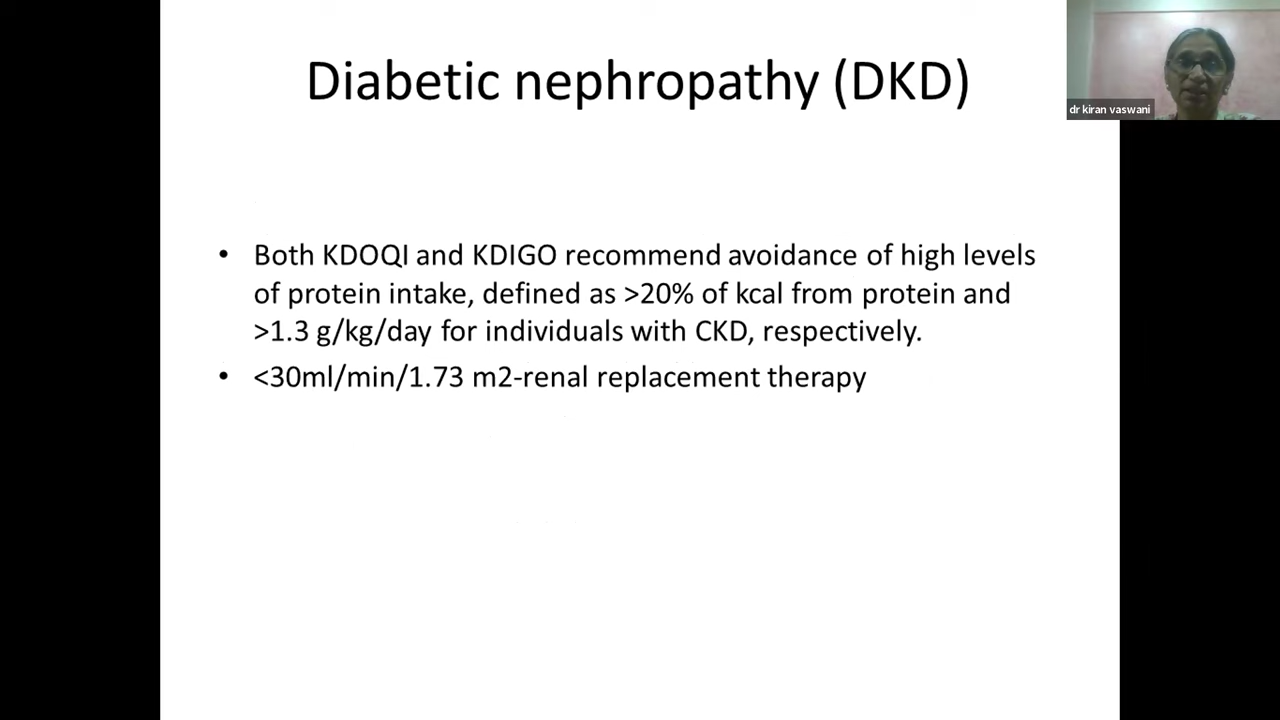 Diabetic nephropathy (DKD)
dr kiran vaswani
• Both KDOQI and KDIGO recommend avoidance of high levels
of protein intake, defined as >20% of kcal from protein and
>1.3 g/kg/day for individuals with CKD, respectively.
• <30ml/min/1.73 m2-renal replacement therapy